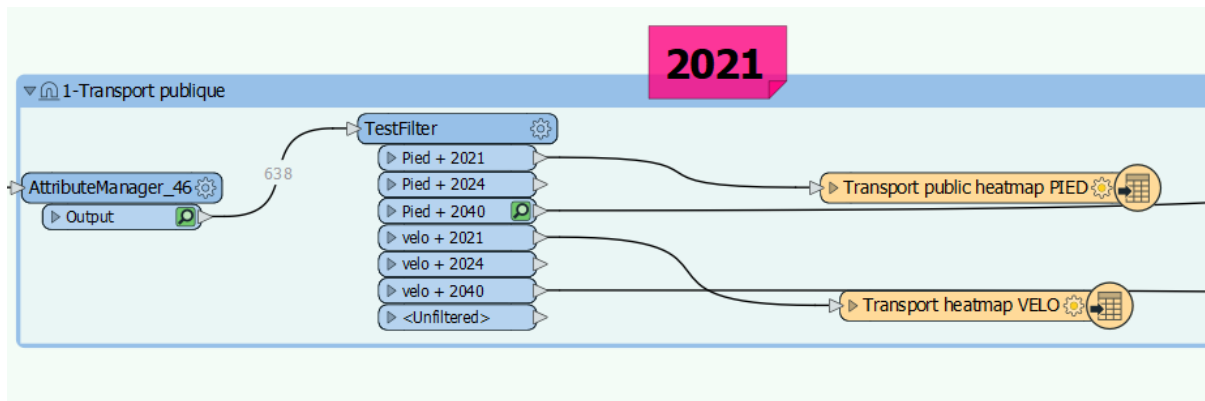 2021
1-Transport publique
TestFilter
Pied + 2021
638
Pied + 2024
Transport public heatmap PIED
AttributeManager_46
Output
Pied + 2040
velo + 2021
velo + 2024
velo + 2040
Transport heatmap VELO
<Unfiltered>